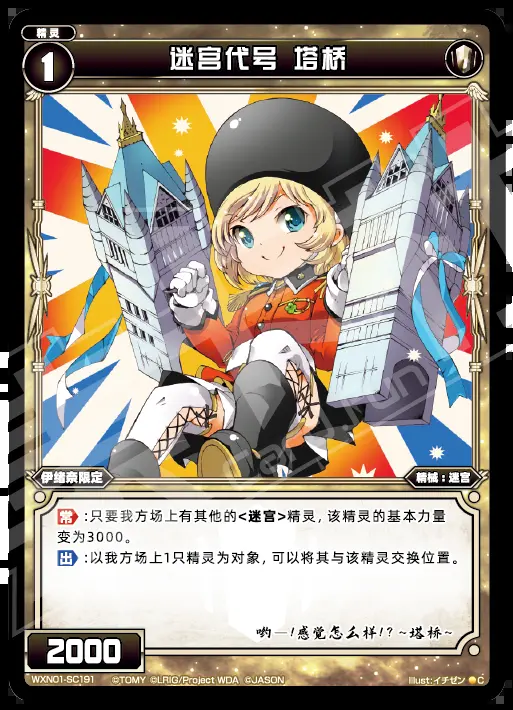 精灵
1
迷宫代号 塔桥
伊绪奈限定
精械：迷宫
常:只要我方场上有其他的<迷宫>精灵, 该精灵的基本力量
变为3000。
出:以我方场上1只精灵为对象, 可以将其与该精灵交换位置。
哟—!感觉怎么样!? ~塔桥~
2000
WXN01-SC191 ©TOMY ©LRIG/Project WDA ©JASON
Illust:イチゼン C